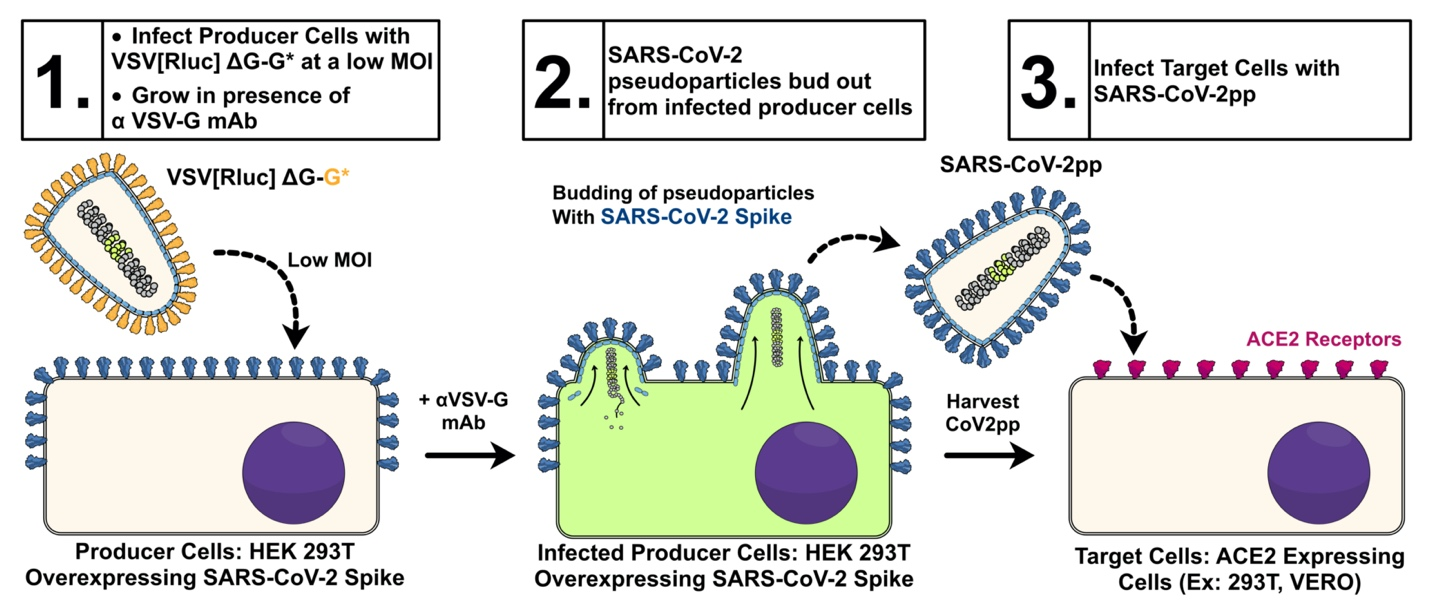 1.
• Infect Producer Cells with
VSV[Rluc] ΔG-G* at a low MOI
• Grow in presence of
α VSV-G mAb
2.
SARS-CoV-2
pseudoparticles bud out
from infected producer cells
3.
Infect Target Cells with
SARS-CoV-2pp
VSV[Rluc] ΔG-G*
Low MOI
Producer Cells: HEK 293T
Overexpressing SARS-CoV-2 Spike
+ αVSV-G
mAb
Budding of pseudoparticles
With SARS-CoV-2 Spike
Infected Producer Cells: HEK 293T
Overexpressing SARS-CoV-2 Spike
SARS-CoV-2pp
Harvest
CoV2pp
ACE2 Receptors
Target Cells: ACE2 Expressing
Cells (Ex: 293T, VERO)